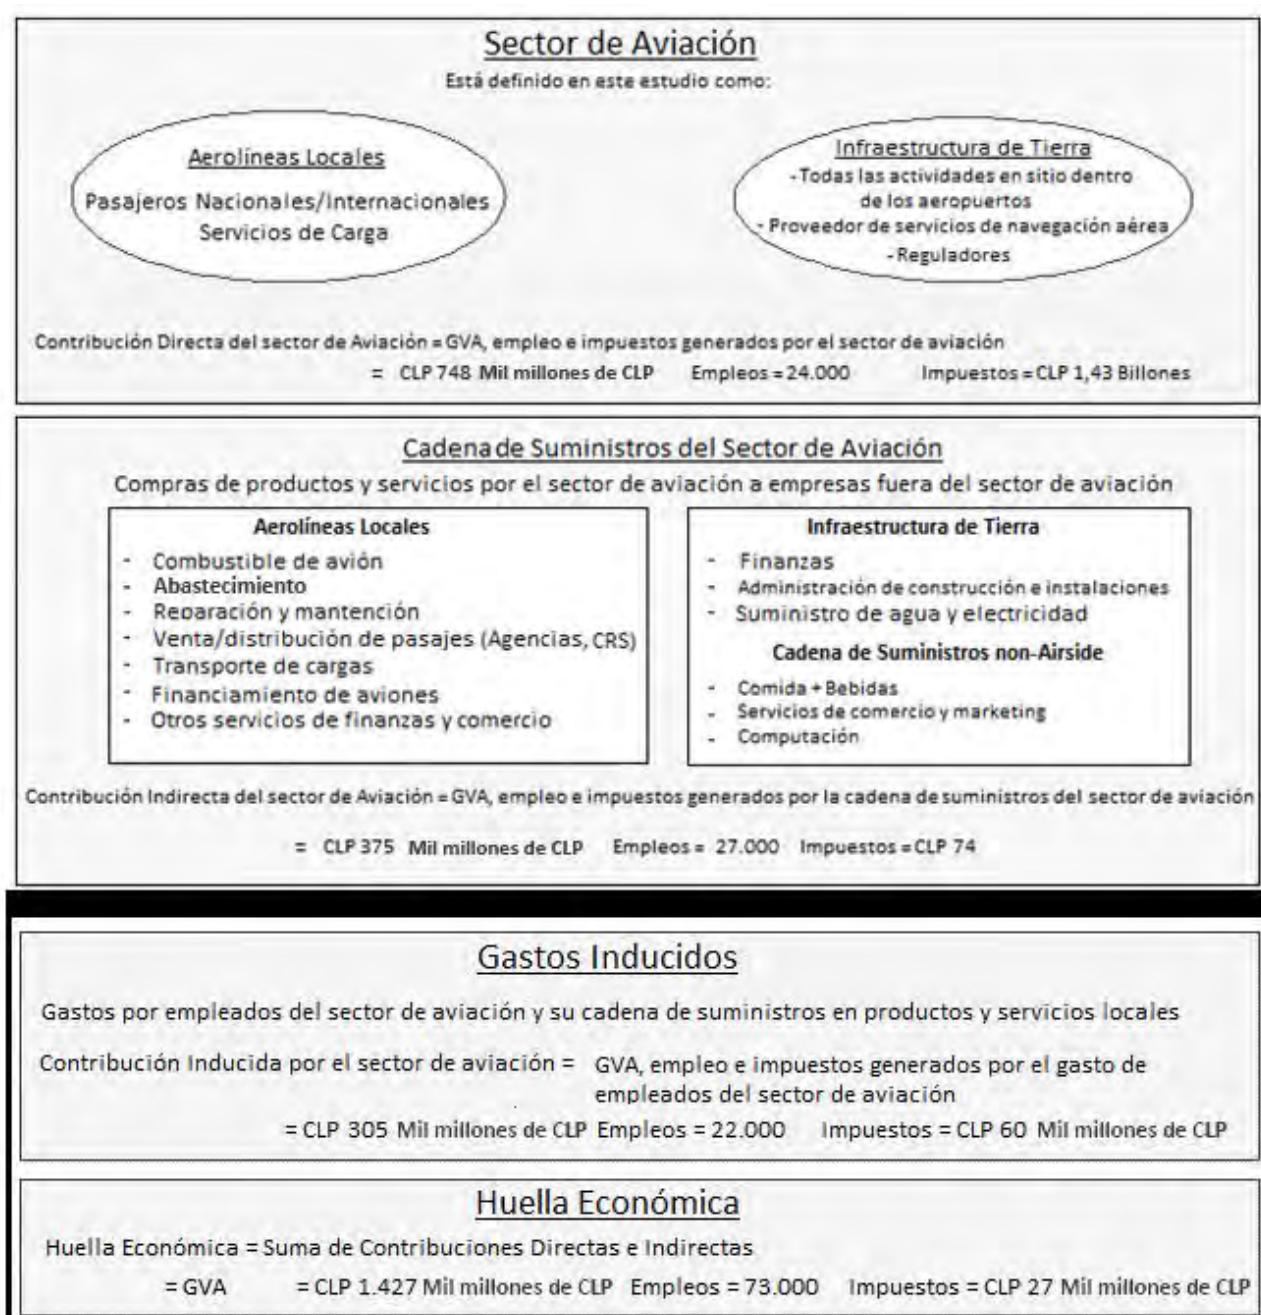 Sector de Aviación
Está definido en este estudio como:
Aerolíneas Locales
Pasajeros Nacionales/Internacionales
Servicios de Carga
Infraestructura de Tierra
-Todas las actividades en sitio dentro
de los aeropuertos
- Proveedor de servicios de navegación aérea
-Reguladores
Contribución Directa del sector de Aviación = GVA, empleo e impuestos generados por el sector de aviación
= CLP 748 Mil millones de CLP Empleos = 24.000 Impuestos = CLP 1,43 Billones
Cadena de Suministros del Sector de Aviación
Compras de productos y servicios por el sector de aviación a empresas fuera del sector de aviación
Aerolíneas Locales
- Combustible de avión
- Abastecimiento
- Reparación y mantención
- Venta/distribución de pasajes (Agencias, CRS)
- Transporte de cargas
- Financiamiento de aviones
- Otros servicios de finanzas y comercio
Infraestructura de Tierra
- Finanzas
- Administración de construcción e instalaciones
- Suministro de agua y electricidad
Cadena de Suministros non-Airside
- Comida + Bebidas
- Servicios de comercio y marketing
- Computación
Contribución Indirecta del sector de Aviación = GVA, empleo e impuestos generados por la cadena de suministros del sector de aviación
= CLP 375 Mil millones de CLP Empleos = 27.000 Impuestos = CLP 74
Gastos Inducidos
Gastos por empleados del sector de aviación y su cadena de suministros en productos y servicios locales
Contribución Inducida por el sector de aviación = GVA, empleo e impuestos generados por el gasto de
empleados del sector de aviación
= CLP 305 Mil millones de CLP Empleos = 22.000 Impuestos = CLP 60 Mil millones de CLP
Huella Económica
Huella Económica = Suma de Contribuciones Directas e Indirectas
= GVA = CLP 1.427 Mil millones de CLP Empleos = 73.000 Impuestos = CLP 27 Mil millones de CLP